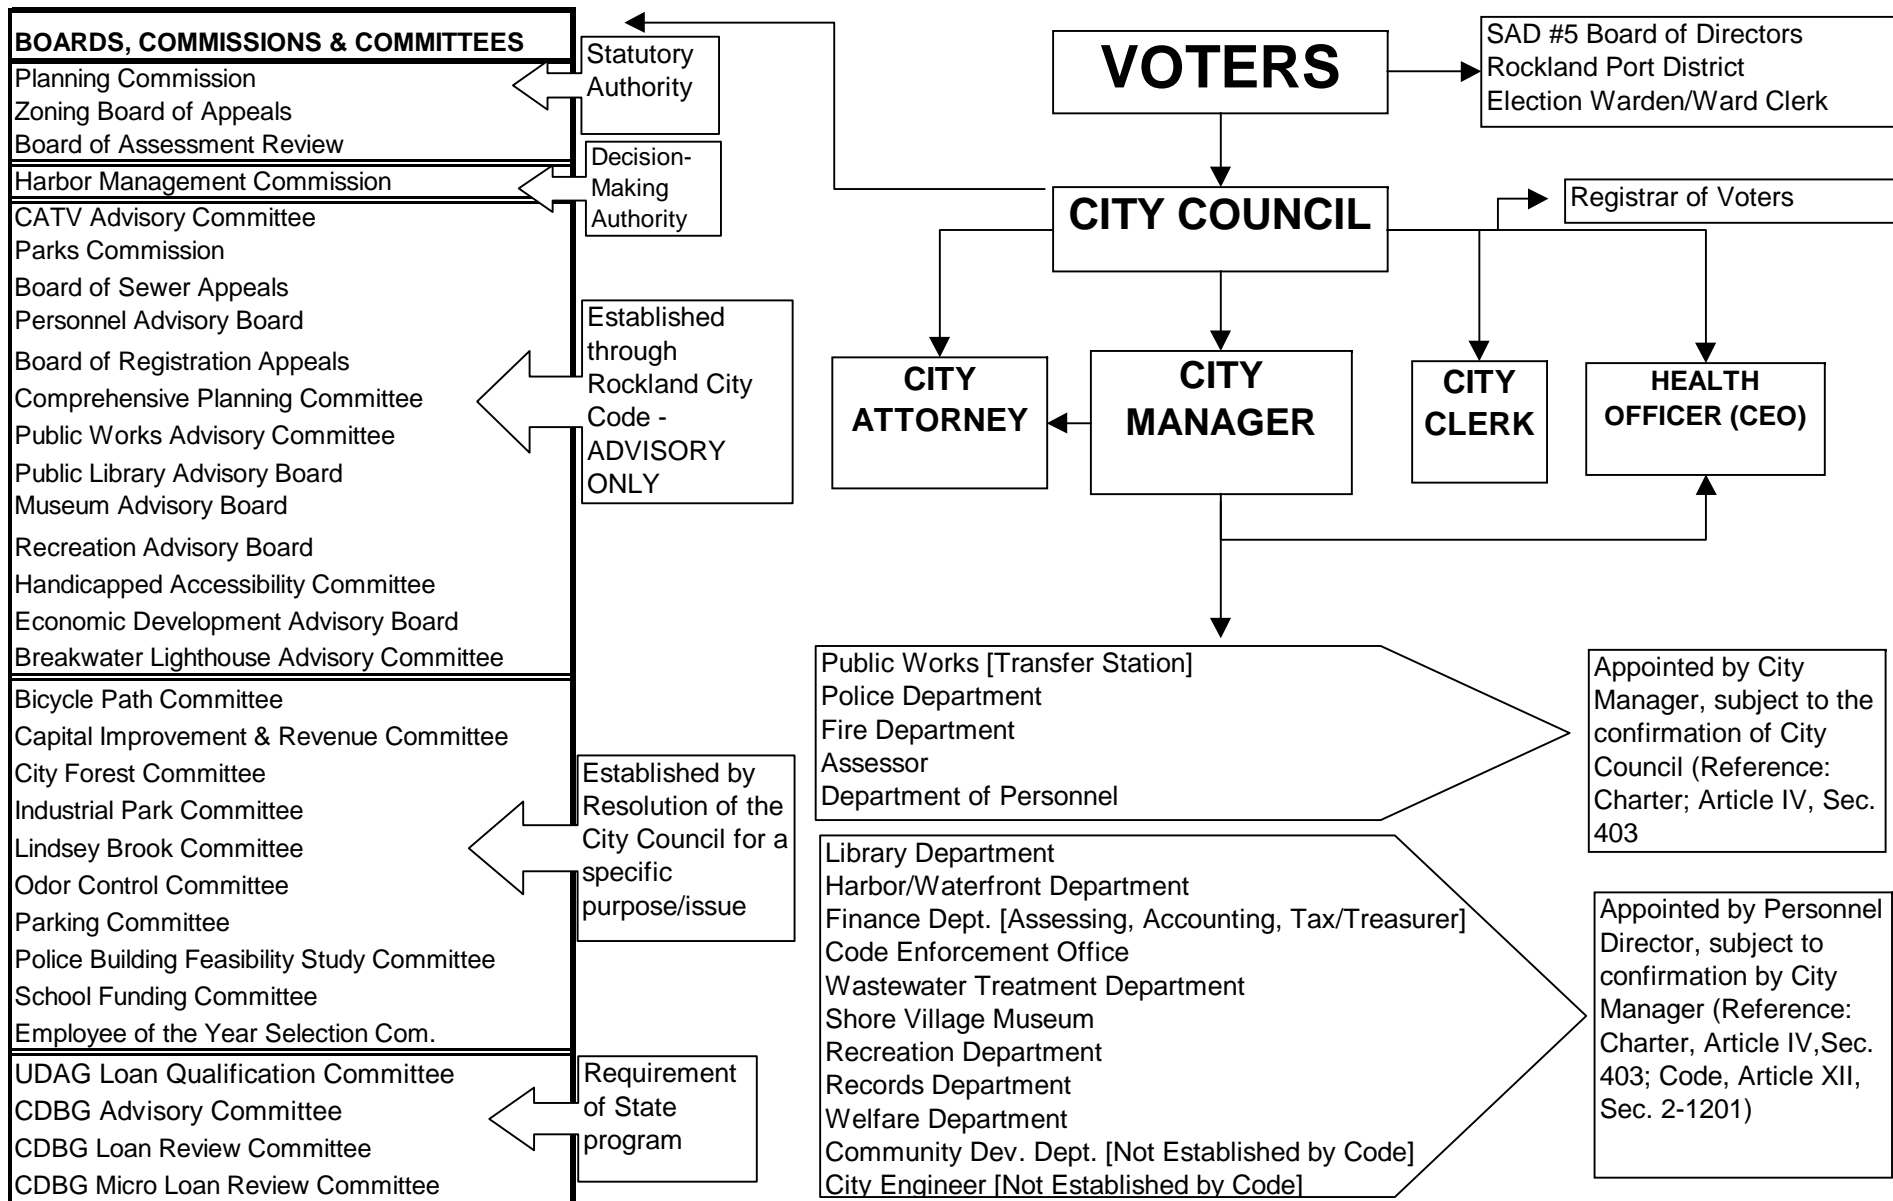 BOARDS, COMMISSIONS & COMMITTEES
Planning Commission
Zoning Board of Appeals
Board of Assessment Review
Statutory
Authority
Harbor Management Commission
Decision-
Making
Authority
CATV Advisory Committee
Parks Commission
Board of Sewer Appeals
Personnel Advisory Board
Board of Registration Appeals
Comprehensive Planning Committee
Public Works Advisory Committee
Public Library Advisory Board
Museum Advisory Board
Recreation Advisory Board
Handicapped Accessibility Committee
Economic Development Advisory Board
Breakwater Lighthouse Advisory Committee
Established
through
Rockland City
Code -
ADVISORY
ONLY
Bicycle Path Committee
Capital Improvement & Revenue Committee
City Forest Committee
Industrial Park Committee
Lindsey Brook Committee
Odor Control Committee
Parking Committee
Police Building Feasibility Study Committee
School Funding Committee
Employee of the Year Selection Com.
Established by
Resolution of the
City Council for a
specific
purpose/issue
UDAG Loan Qualification Committee
CDBG Advisory Committee
CDBG Loan Review Committee
CDBG Micro Loan Review Committee
Requirement
of State
program
VOTERS
SAD #5 Board of Directors
Rockland Port District
Election Warden/Ward Clerk
CITY COUNCIL
Registrar of Voters
CITY
ATTORNEY
CITY
MANAGER
CITY
CLERK
HEALTH
OFFICER (CEO)
Public Works [Transfer Station]
Police Department
Fire Department
Assessor
Department of Personnel
Appointed by City
Manager, subject to the
confirmation of City
Council (Reference:
Charter; Article IV, Sec.
403
Library Department
Harbor/Waterfront Department
Finance Dept. [Assessing, Accounting, Tax/Treasurer]
Code Enforcement Office
Wastewater Treatment Department
Shore Village Museum
Recreation Department
Records Department
Welfare Department
Community Dev. Dept. [Not Established by Code]
City Engineer [Not Established by Code]
Appointed by Personnel
Director, subject to
confirmation by City
Manager (Reference:
Charter, Article IV,Sec.
403; Code, Article XII,
Sec. 2-1201)